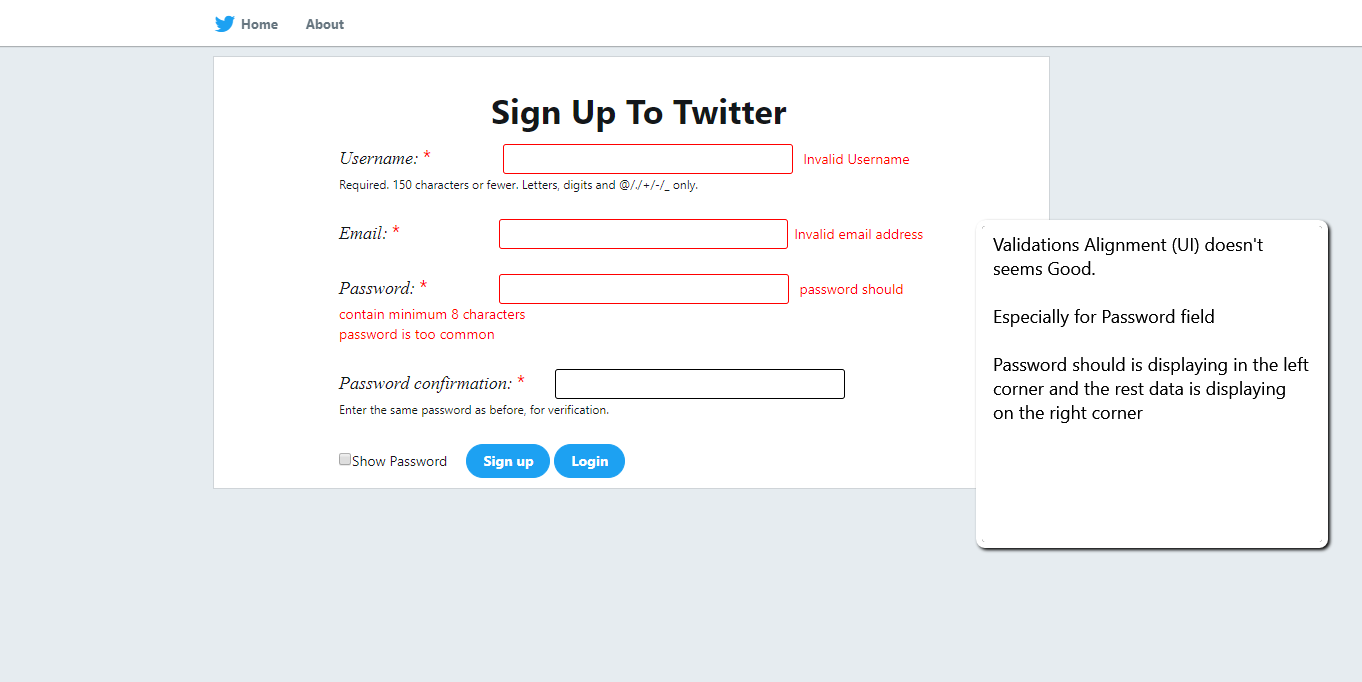 Home About
Sign Up To Twitter
Username: * Invalid Username
Required. 150 characters or fewer. Letters, digits and @/./+/-/_ only.
Email: * Invalid email address
Password: * password should
contain minimum 8 characters
password is too common
Password confirmation: *
Enter the same password as before, for verification.
Show Password Sign up Login
Validations Alignment (UI) doesn't
seems Good.
Especially for Password field
Password should is displaying in the left
corner and the rest data is displaying
on the right corner